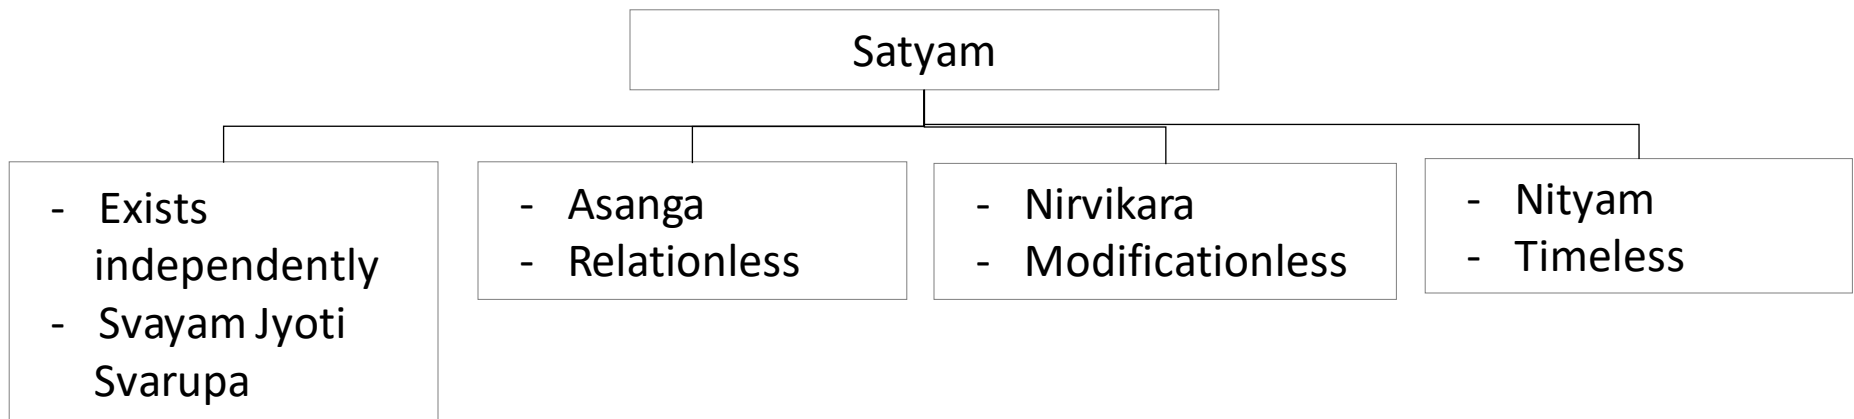 Satyam
- Exists
independently
- Svayam Jyoti
Svarupa
- Asanga
- Relationless
- Nirvikara
- Modificationless
- Nityam
- Timeless